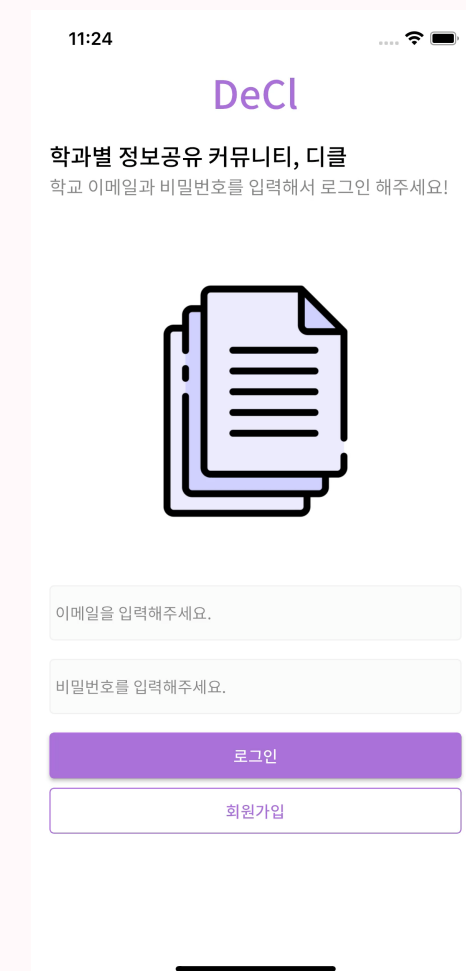 11:24
DeCl
학과별 정보공유 커뮤니티, 디클
학교 이메일과 비밀번호를 입력해서 로그인 해주세요!
이메일을 입력해주세요.
비밀번호를 입력해주세요.
로그인
회원가입